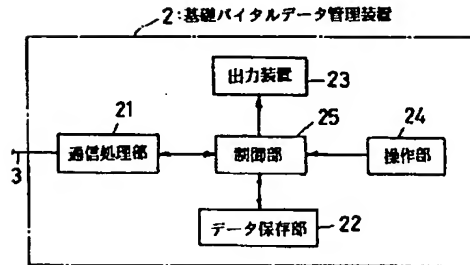 2:基礎バイタルデータ管理装置
出力装置
23
21
25
24
通信処理部
制御部
操作部
3
データ保存部
22